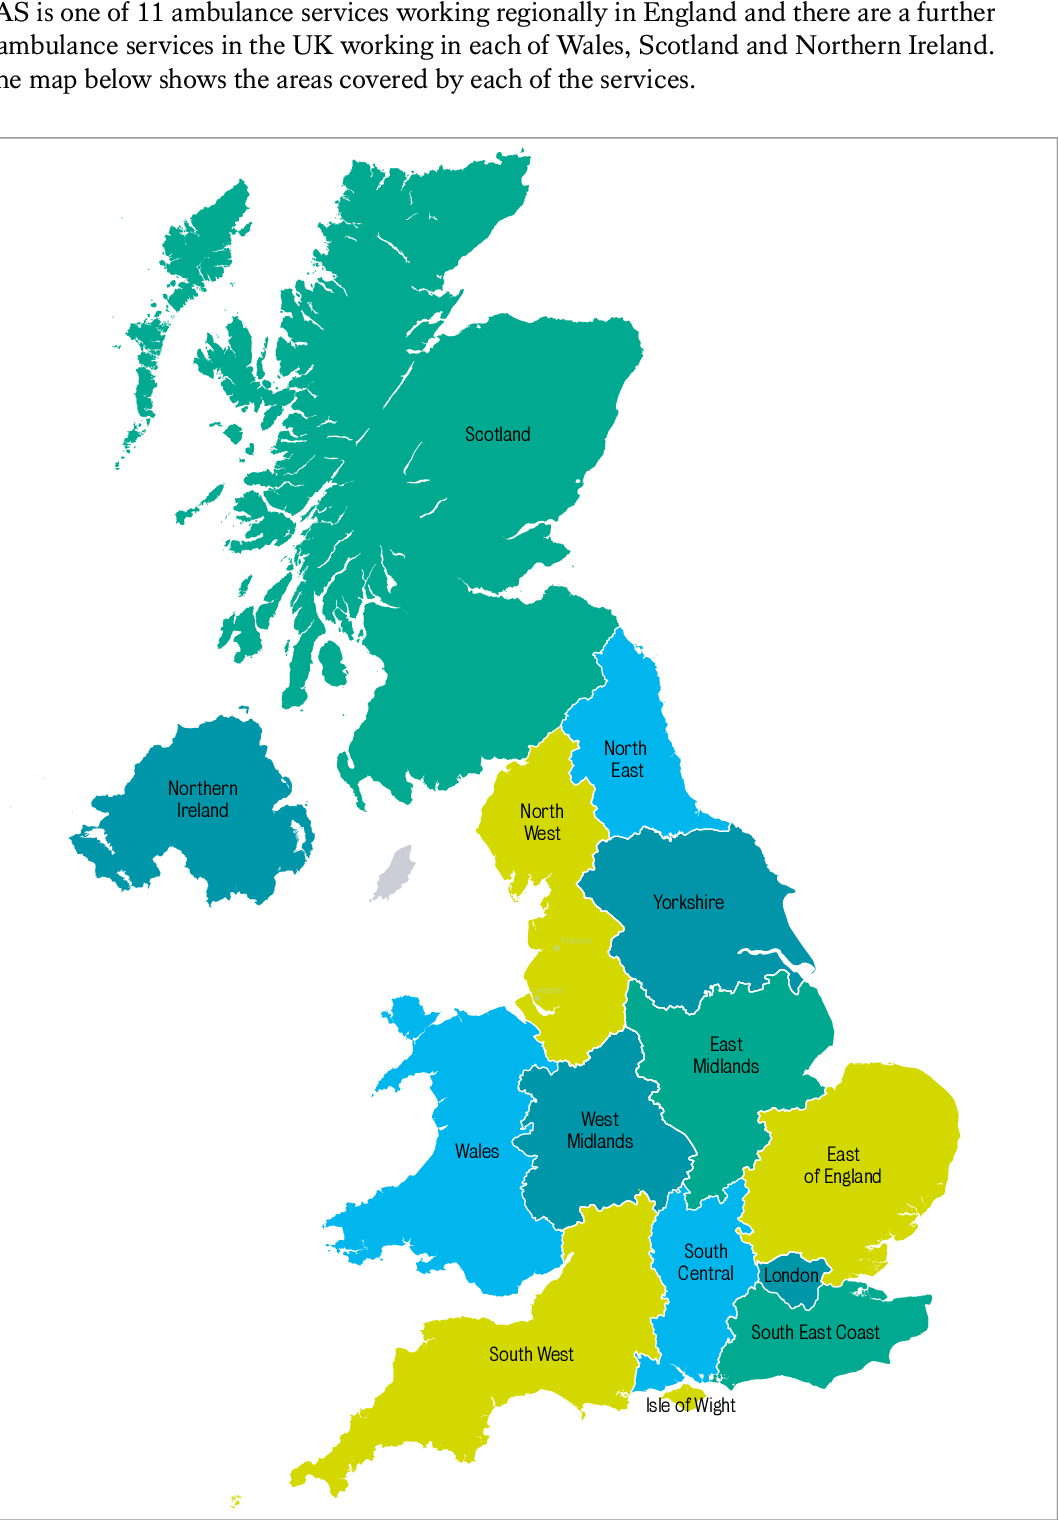 AS is one of 11 ambulance services working regionally in England and there are a further
ambulance services in the UK working in each of Wales, Scotland and Northern Ireland.
he map below shows the areas covered by each of the services.
Scotland
North
East
Northern
Ireland
North
West
Yorkshire
East
Midlands
West
Midlands
Wales
East
of England
South
Central
London
South East Coast
South West
Isle of Wight